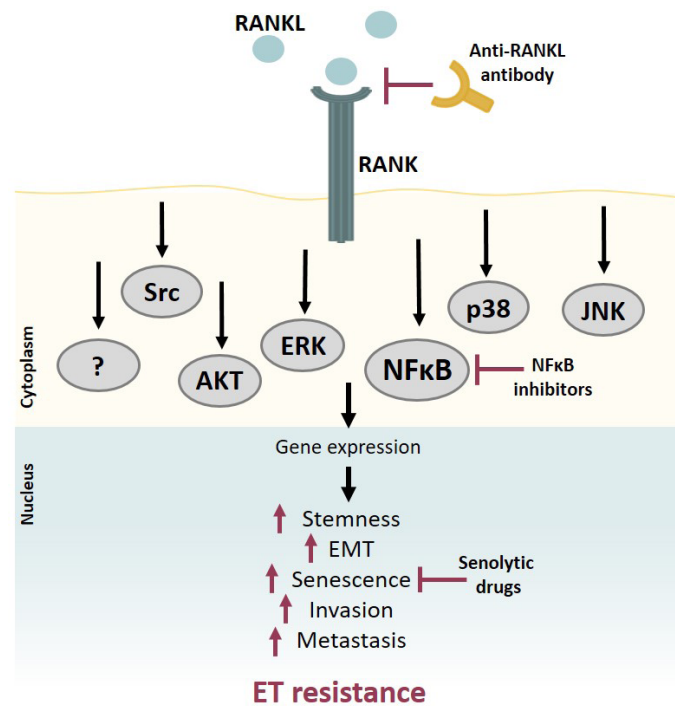 RANKL
Anti-RANKL
antibody
RANK
Src
p38
JNK
ERK
?
AKT
NFκB
NFκB
inhibitors
Cytoplasm
Gene expression
Nucleus
Stemness
EMT
Senescence
Senolytic
drugs
Invasion
Metastasis
ET resistance